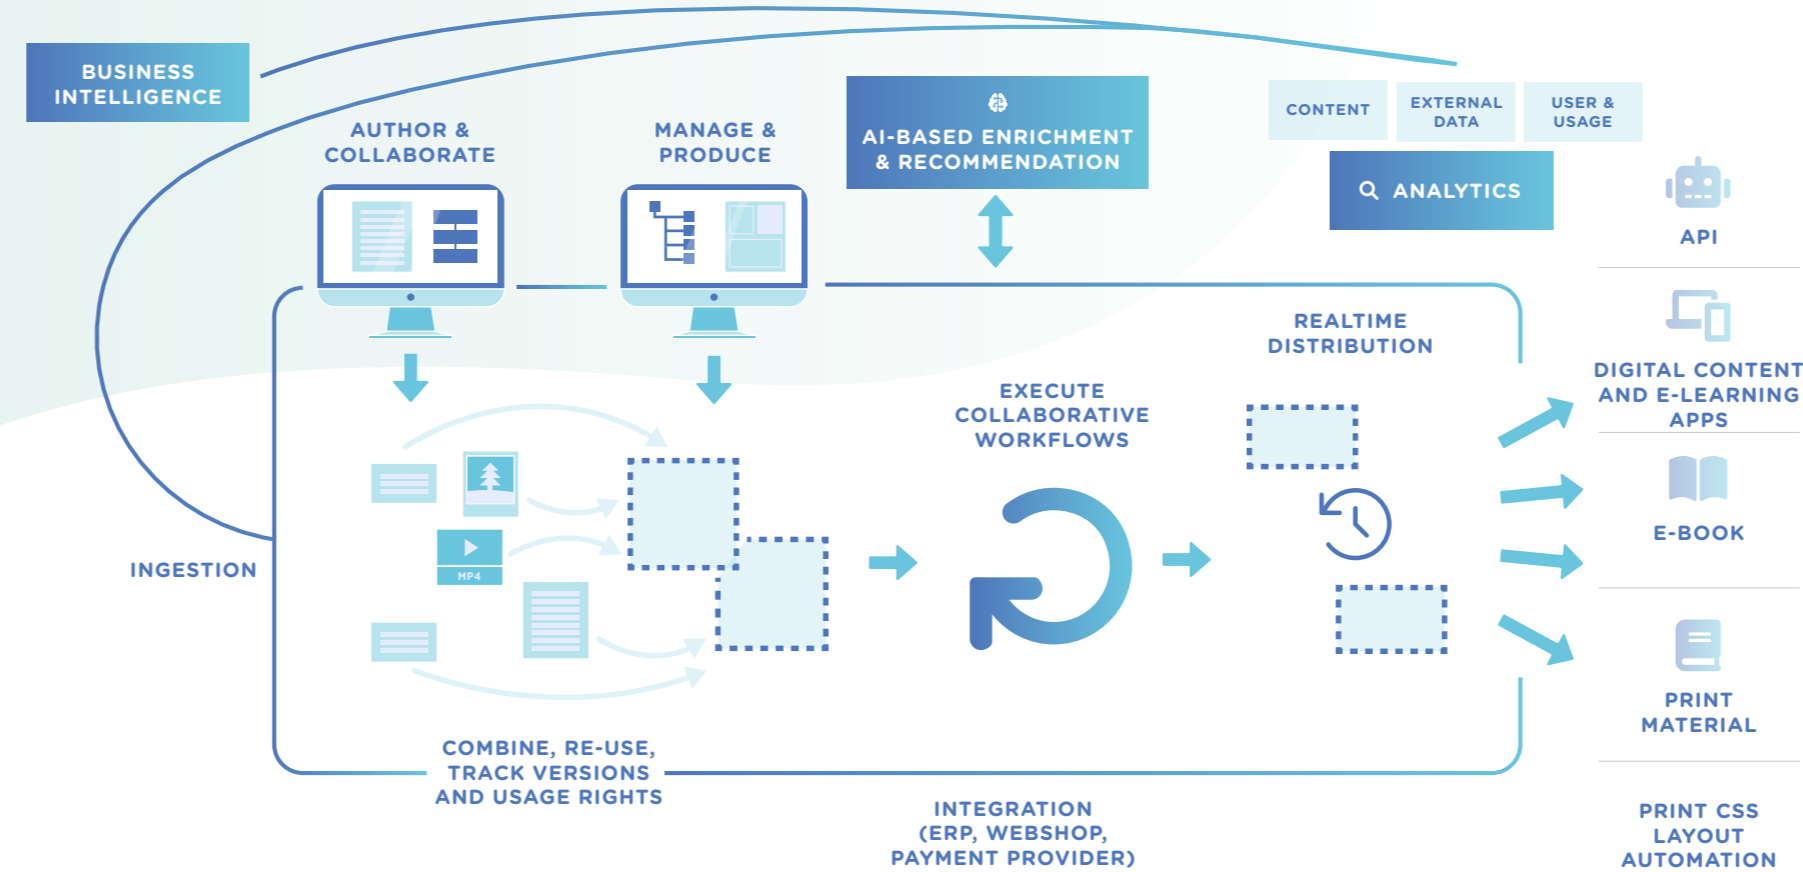 BUSINESS
INTELLIGENCE
AUTHOR &
COLLABORATE
MANAGE &
PRODUCE
AI-BASED ENRICHMENT
& RECOMMENDATION
CONTENT
EXTERNAL
DATA
USER &
USAGE
ANALYTICS
API
REALTIME
DISTRIBUTION
DIGITAL CONTENT
AND E-LEARNING
APPS
EXECUTE
COLLABORATIVE
WORKFLOWS
E-BOOK
INGESTION
MP4
PRINT
MATERIAL
COMBINE, RE-USE,
TRACK VERSIONS
AND USAGE RIGHTS
INTEGRATION
(ERP, WEBSHOP,
PAYMENT PROVIDER)
PRINT CSS
LAYOUT
AUTOMATION